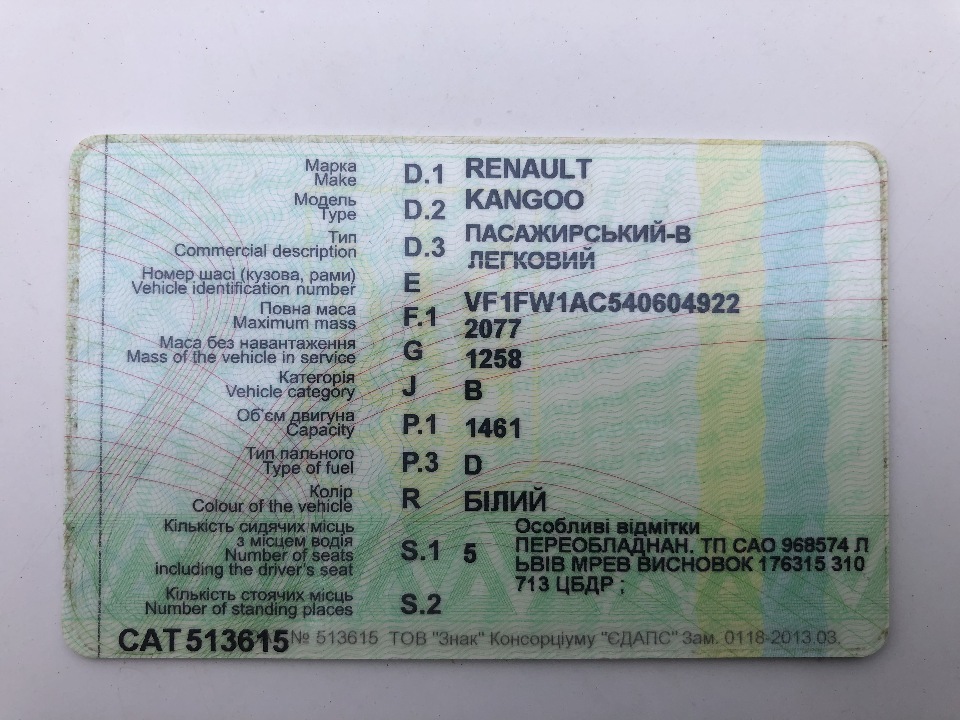 Марка
Make
D.1 RENAULT
Модель
Type
D.2 KANGOO
Тип
Commercial description
D.3 ПАСАЖИРСЬКИЙ-В
ЛЕГКОВИЙ
Номер шасі (кузова, рами)
Vehicle identification number
E VF1FW1AC540604922
Повна маса
Maximum mass
F.1 2077
Маса без навантаження
Mass of the vehicle in service
G 1258
Категорія
Vehicle category
J B
Об'єм двигуна
Capacity
P.1 1461
Тип пального
Type of fuel
P.3 D
Колір
Colour of the vehicle
R БІЛИЙ
Кількість сидячих місць
з місцем водія
Number of seats
including the driver's seat
S.1 5
Особливі відмітки
ПЕРЕОБЛАДНАН. ТП САО 968574 Л
ЬВІВ МРЕВ ВИСНОВОК 176315 310
713 ЦБДР ;
Кількість стоячих місць
Number of standing places
S.2
САТ 513615 № 513615 ТОВ "Знак" Консорціуму "ЄДАПС" Зам. 0118-2013.03.